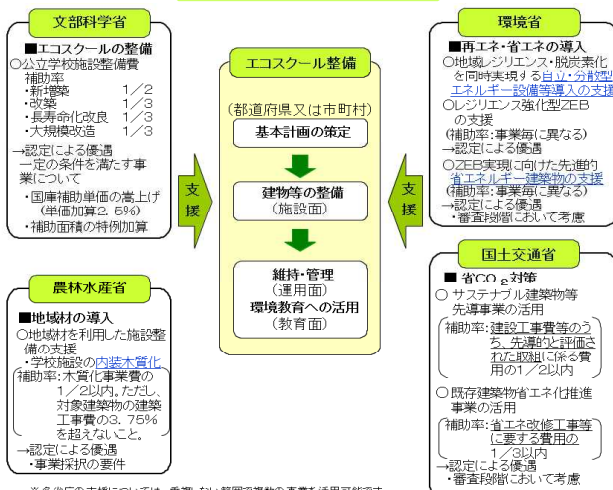 文部科学省
■エコスクールの整備
○公立学校施設整備費
補助率
・新増築 1/2
・改築 1/3
・長寿命化改良 1/3
・大規模改造 1/3
→認定による優遇
一定の条件を満たす事
業について
・国庫補助単価の嵩上げ
(単価加算2.5%)
・補助面積の特例加算
農林水産省
■地域材の導入
○地域材を利用した施設整
備の支援
・学校施設の内装木質化
補助率:木質化事業費の
1/2以内。ただし、
対象建築物の建築
工事費の3.75%
を超えないこと。
→認定による優遇
・事業採択の要件
支援
エコスクール整備
(都道府県又は市町村)
基本計画の策定
建物等の整備
(施設面)
維持・管理
(運用面)
環境教育への活用
(教育面)
支援
環境省
■再エネ・省エネの導入
○地域レジリエンス・脱炭素化
を同時実現する自立・分散型
エネルギー設備等導入の支援
○レジリエンス強化型ZEB
の支援
(補助率:事業毎に異なる)
→認定による優遇
○ZEB実現に向けた先進的
省エネルギー建築物の支援
(補助率:事業毎に異なる)
→認定による優遇
・審査段階において考慮
国土交通省
■ 省CO2対策
○ サステナブル建築物等
先導事業の活用
補助率:建設工事費等のう
ち、先導的と評価さ
れた取組に係る費
用の1/2以内
○ 既存建築物省エネ化推進
事業の活用
補助率:省エネ改修工事等
に要する費用の
1/3以内
→認定による優遇
・審査段階において考慮